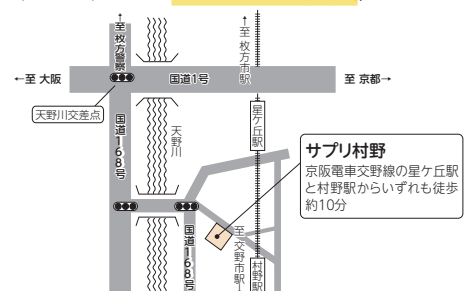 ↑至 枚方警察
↑至 枚方市駅
←至 大阪
国道1号
至 京都→
天野川交差点
国道168号
天野川
星ケ丘駅
サプリ村野
京阪電車交野線の星ケ丘駅
と村野駅からいずれも徒歩
約10分
国道168号
至 交野市駅→
村野駅